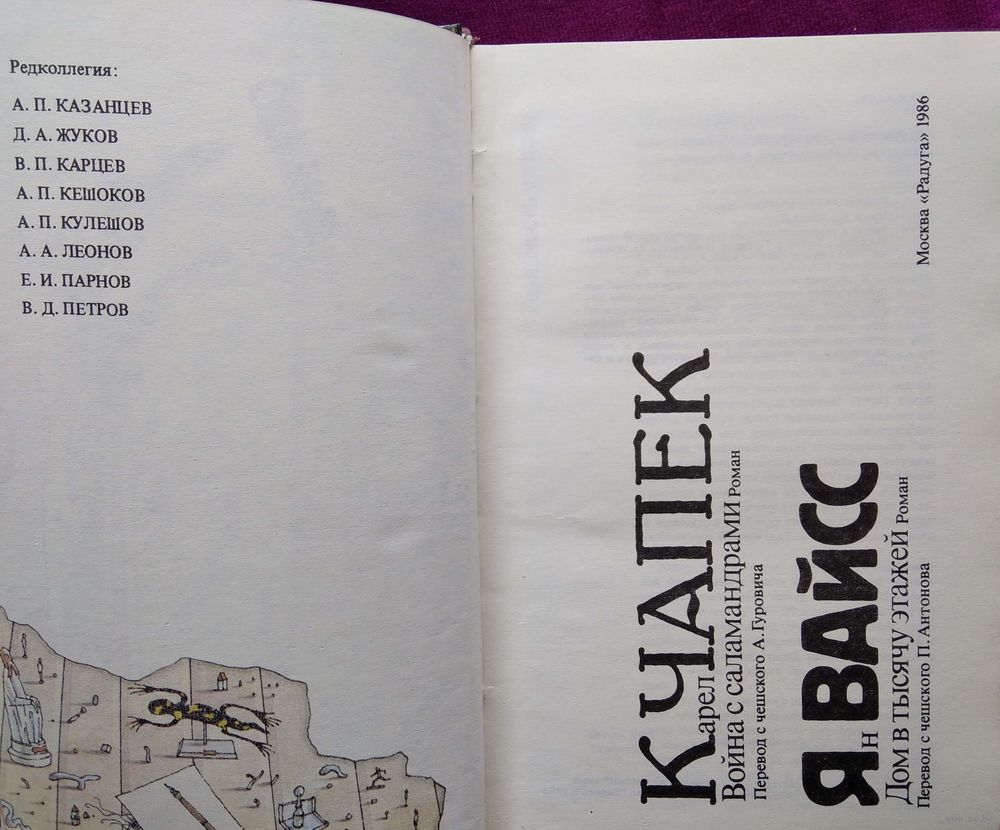 Редколлегия:
А. П. КАЗАНЦЕВ
Д. А. ЖУКОВ
В. П. КАРЦЕВ
А. П. КЕШОКОВ
А. П. КУЛЕШОВ
А. А. ЛЕОНОВ
Е. И. ПАРНОВ
В. Д. ПЕТРОВ
Карел ЧАПЕК
Война с саламандрами Роман
Перевод с чешского А. Гуровича
Ян ВАЙСС
Дом в тысячу этажей Роман
Перевод с чешского П. Антонова
Москва «Радуга» 1986